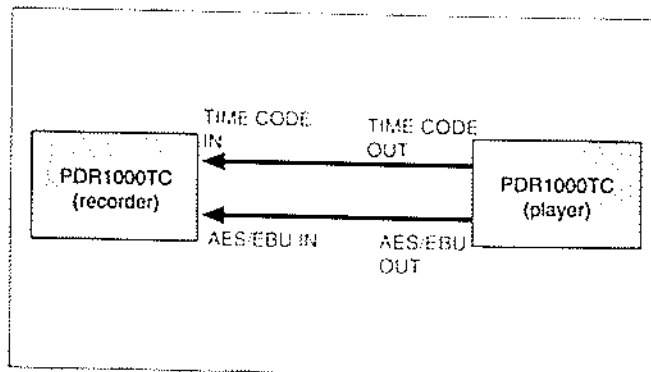 TIME CODE
IN
TIME CODE
OUT
PDR1000TC
(recorder)
PDR1000TC
(player)
AES/EBU IN
AES/EBU
OUT